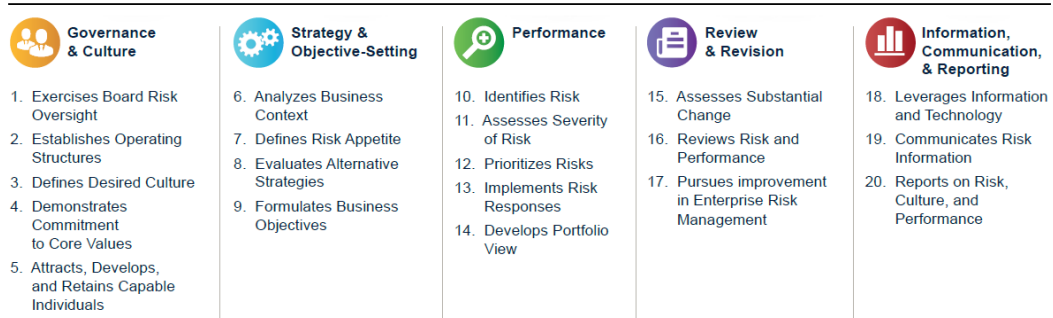 Governance
& Culture
1. Exercises Board Risk
Oversight
2. Establishes Operating
Structures
3. Defines Desired Culture
4. Demonstrates
Commitment
to Core Values
5. Attracts, Develops,
and Retains Capable
Individuals
Strategy &
Objective-Setting
6. Analyzes Business
Context
7. Defines Risk Appetite
8. Evaluates Alternative
Strategies
9. Formulates Business
Objectives
Performance
10. Identifies Risk
11. Assesses Severity
of Risk
12. Prioritizes Risks
13. Implements Risk
Responses
14. Develops Portfolio
View
Review
& Revision
15. Assesses Substantial
Change
16. Reviews Risk and
Performance
17. Pursues improvement
in Enterprise Risk
Management
Information,
Communication,
& Reporting
18. Leverages Information
and Technology
19. Communicates Risk
Information
20. Reports on Risk,
Culture, and
Performance